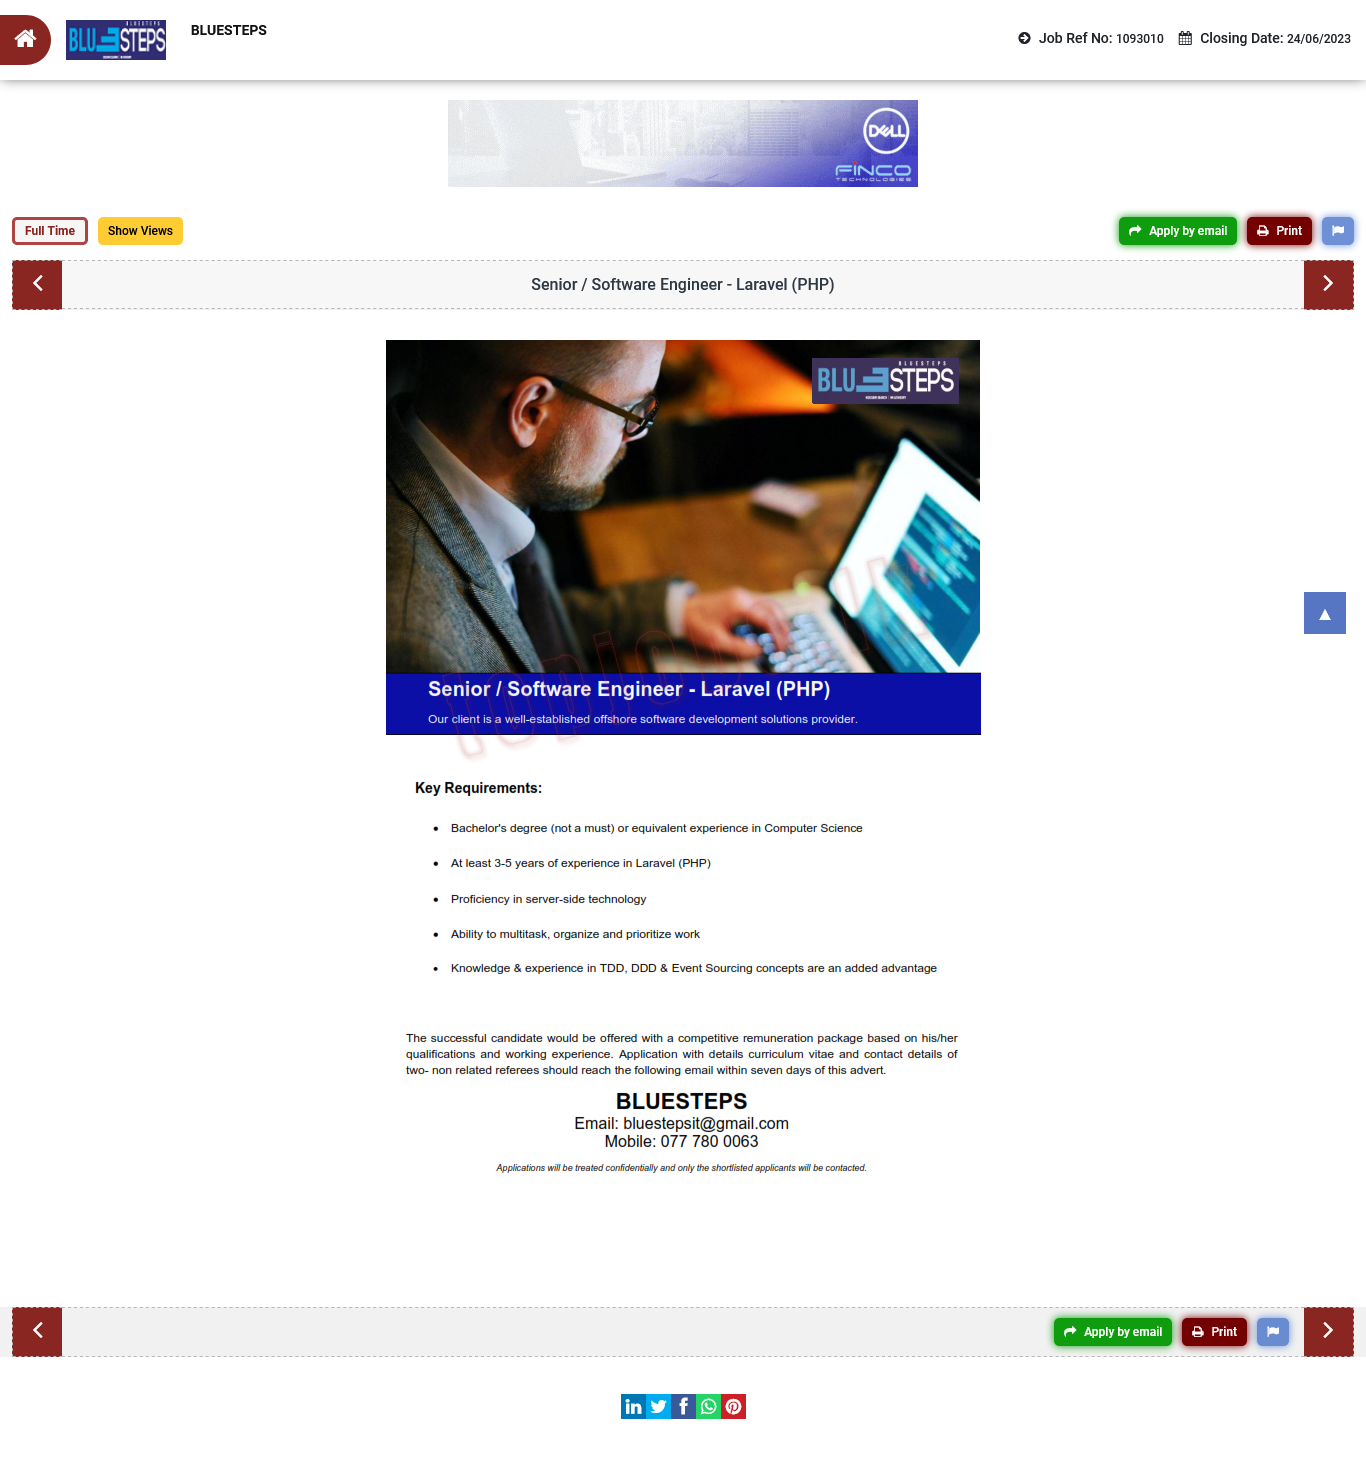 BLUESTEPS
BLUESTEPS
BLUESTEPS
Job Ref No: 1093010
Closing Date: 24/06/2023
DELL
FINCO
TECHNOLOGIES
Full Time
Show Views
Apply by email
Print
Senior / Software Engineer - Laravel (PHP)
BLUESTEPS
BLUESTEPS
topjobs
Senior / Software Engineer - Laravel (PHP)
Our client is a well-established offshore software development solutions provider.
Key Requirements:
• Bachelor's degree (not a must) or equivalent experience in Computer Science
• At least 3-5 years of experience in Laravel (PHP)
• Proficiency in server-side technology
• Ability to multitask, organize and prioritize work
• Knowledge & experience in TDD, DDD & Event Sourcing concepts are an added advantage
The successful candidate would be offered with a competitive remuneration package based on his/her
qualifications and working experience. Application with details curriculum vitae and contact details of
two- non related referees should reach the following email within seven days of this advert.
BLUESTEPS
Email: bluestepsit@gmail.com
Mobile: 077 780 0063
Applications will be treated confidentially and only the shortlisted applicants will be contacted.
Apply by email
Print